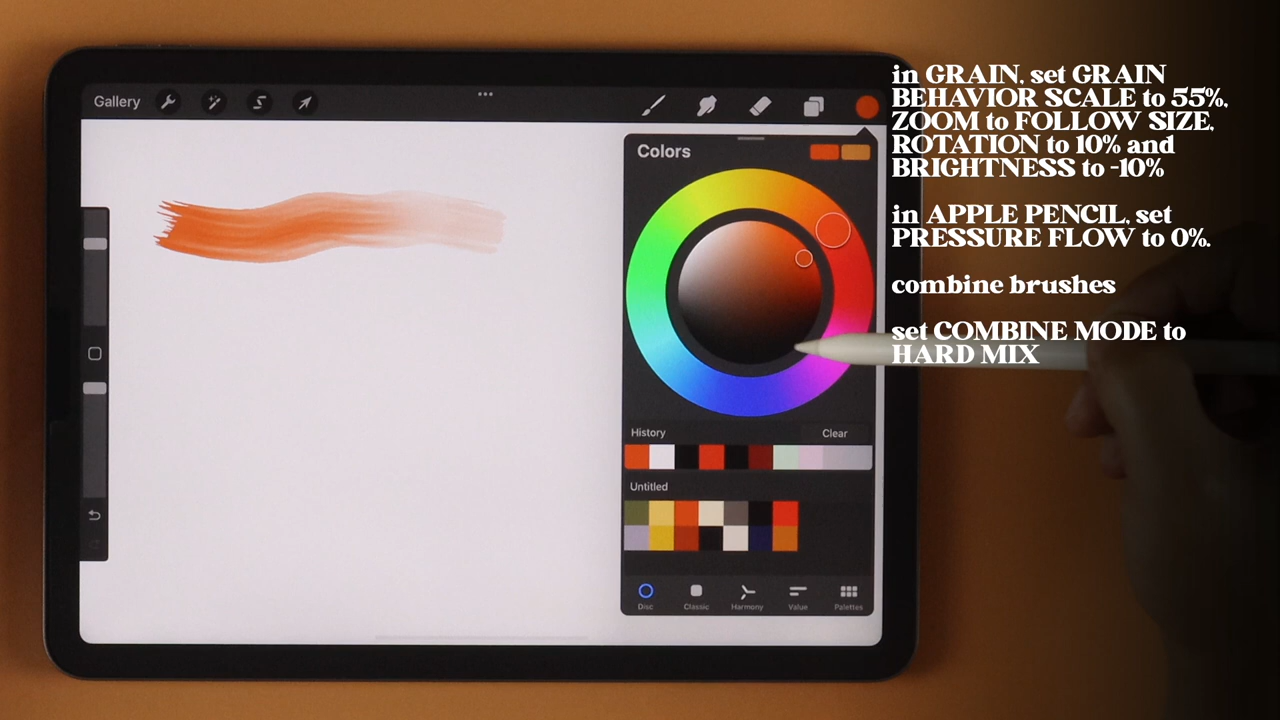 Gallery
Colors
History
Clear
Untitled
Disc
Classic
Harmony
Value
Palettes
in GRAIN, set GRAIN
BEHAVIOR SCALE to 55%,
ZOOM to FOLLOW SIZE,
ROTATION to 10% and
BRIGHTNESS to -10%
in APPLE PENCIL, set
PRESSURE FLOW to 0%.
combine brushes
set COMBINE MODE to
HARD MIX